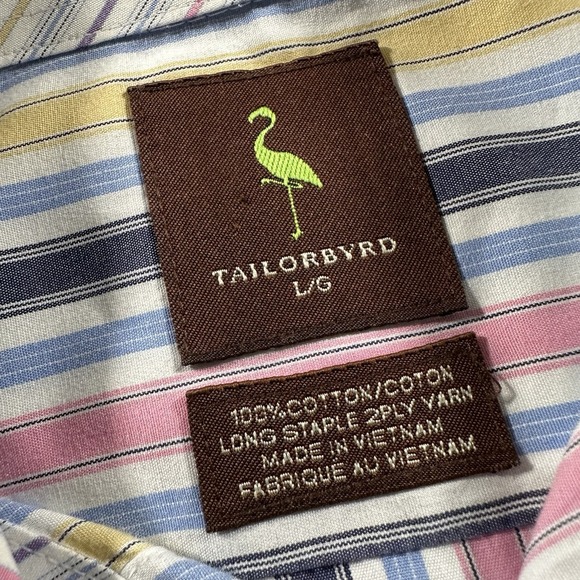 TAILORBYRD
L/G
100% COTTON/COTON
LONG STAPLE 2PLY YARN
MADE IN VIETNAM
FABRIQUE AU VIETNAM